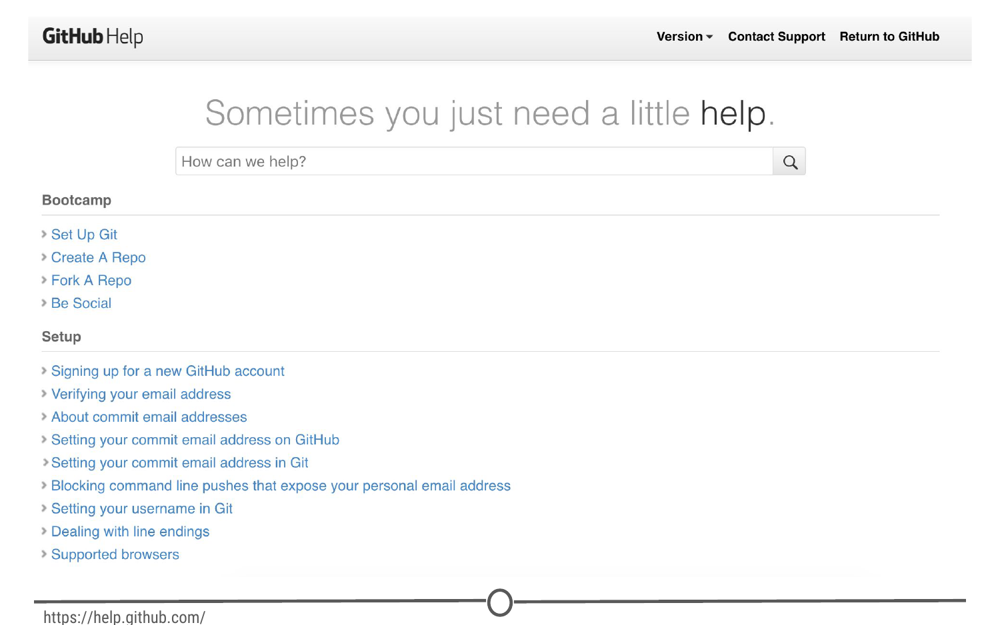 GitHub Help
Version Contact Support Return to GitHub
Sometimes you just need a little help.
How can we help?
Bootcamp
Set Up Git
Create A Repo
Fork A Repo
Be Social
Setup
Signing up for a new GitHub account
Verifying your email address
About commit email addresses
Setting your commit email address on GitHub
Setting your commit email address in Git
Blocking command line pushes that expose your personal email address
Setting your username in Git
Dealing with line endings
Supported browsers
https://help.github.com/